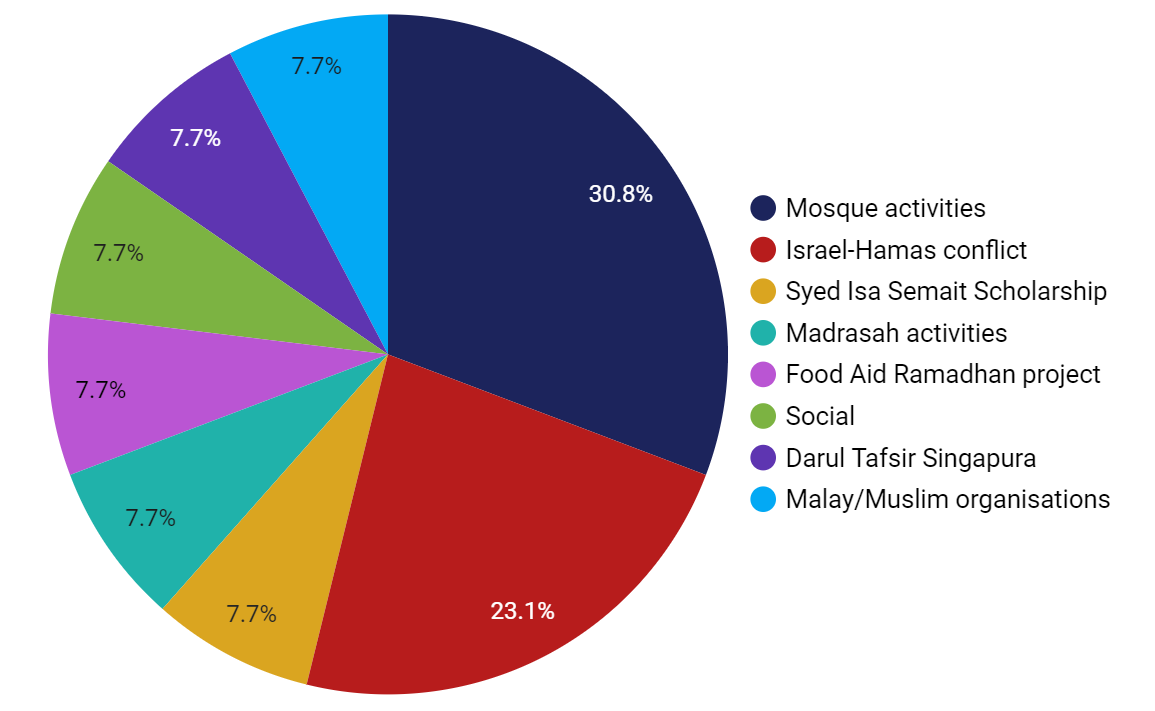 7.7%
7.7%
30.8%
7.7%
7.7%
7.7%
7.7%
23.1%
Mosque activities
Israel-Hamas conflict
Syed Isa Semait Scholarship
Madrasah activities
Food Aid Ramadhan project
Social
Darul Tafsir Singapura
Malay/Muslim organisations